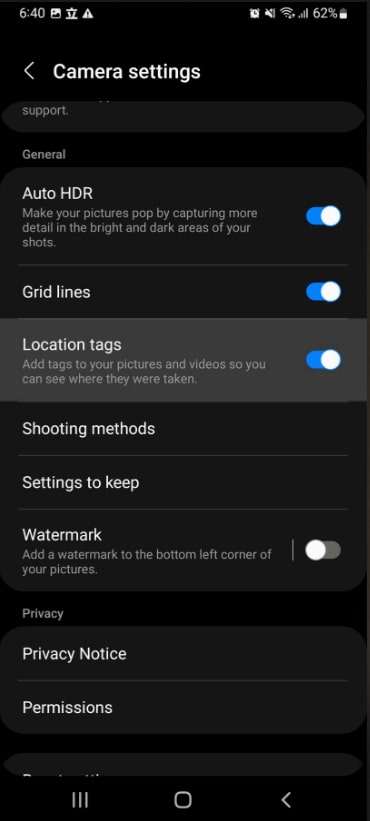 6:40 立 62%
Camera settings
support.
General
Auto HDR
Make your pictures pop by capturing more
detail in the bright and dark areas of your
shots.
Grid lines
Location tags
Add tags to your pictures and videos so you
can see where they were taken.
Shooting methods
Settings to keep
Watermark
Add a watermark to the bottom left corner of
your pictures.
Privacy
Privacy Notice
Permissions